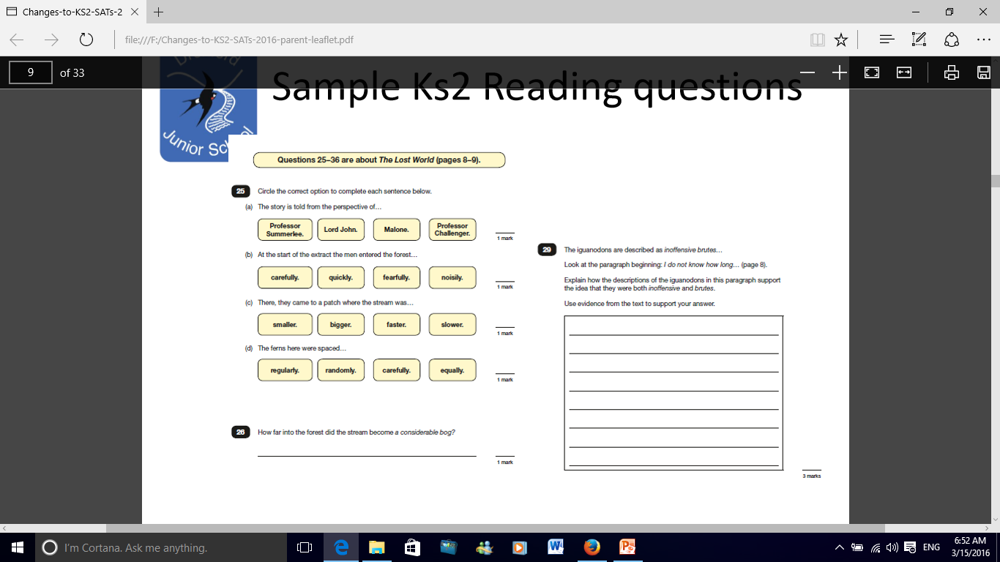 Changes-to-KS2-SATs-2
file:///F:/Changes-to-KS2-SATs-2016-parent-leaflet.pdf
9 of 33
Sample Ks2 Reading questions
Junior School
Questions 25–36 are about The Lost World (pages 8–9).
25 Circle the correct option to complete each sentence below.
(a) The story is told from the perspective of…
Professor Summerlee. Lord John. Malone. Professor Challenger.
1 mark
(b) At the start of the extract the men entered the forest…
carefully. quickly. fearfully. noisily.
1 mark
(c) There, they came to a patch where the stream was…
smaller. bigger. faster. slower.
1 mark
(d) The ferns here were spaced…
regularly. randomly. carefully. equally.
1 mark
26 How far into the forest did the stream become a considerable bog?
1 mark
29 The iguanodons are described as inoffensive brutes…
Look at the paragraph beginning: I do not know how long… (page 8).
Explain how the descriptions of the iguanodons in this paragraph support
the idea that they were both inoffensive and brutes.
Use evidence from the text to support your answer.
3 marks
I'm Cortana. Ask me anything.
ENG
6:52 AM
3/15/2016